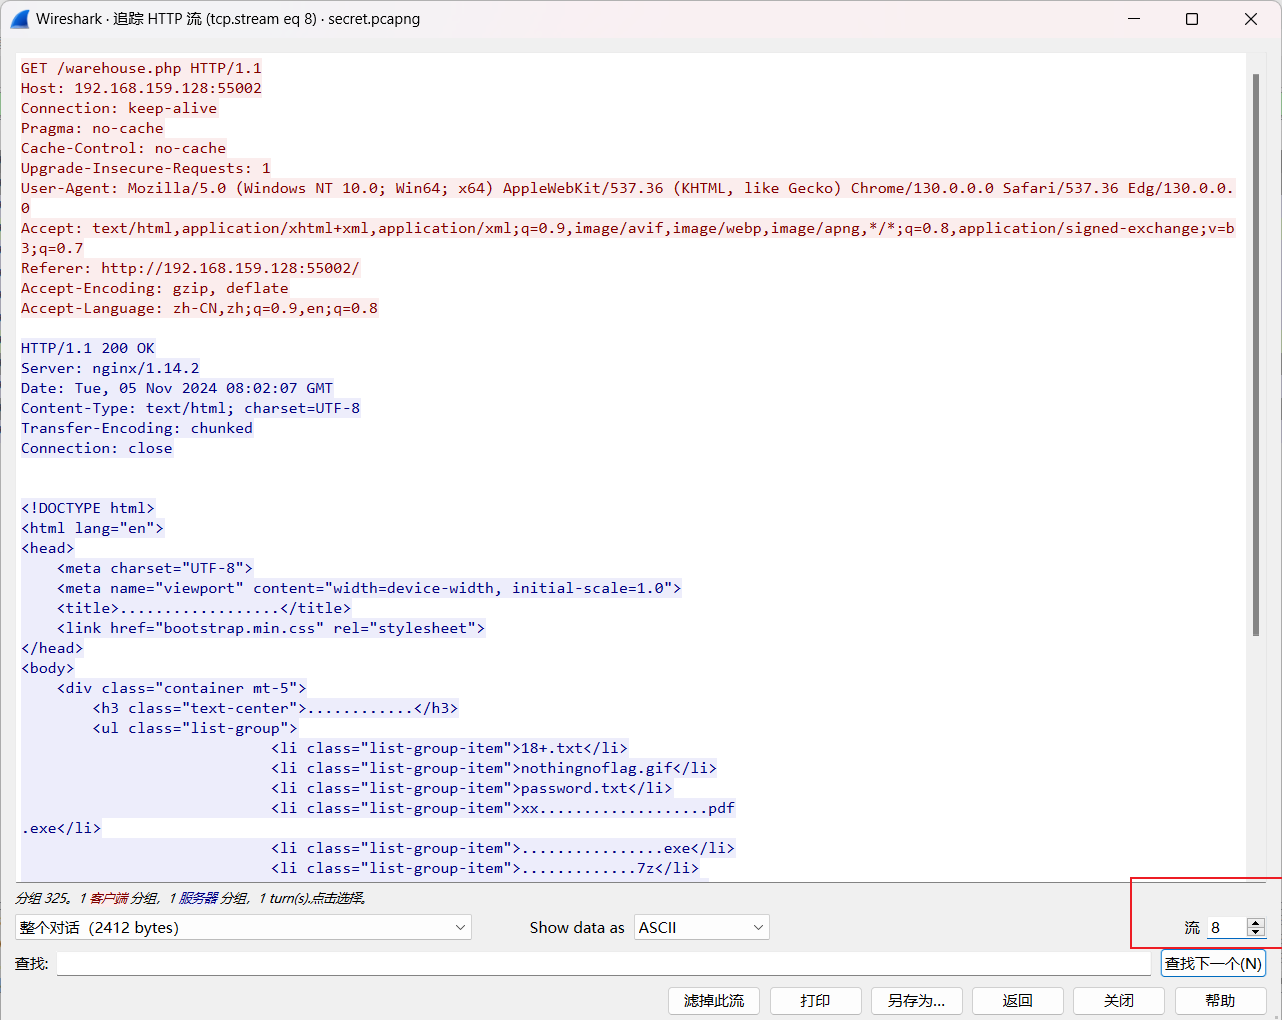 Wireshark · 追踪 HTTP 流 (tcp.stream eq 8) · secret.pcapng
GET /warehouse.php HTTP/1.1
Host: 192.168.159.128:55002
Connection: keep-alive
Pragma: no-cache
Cache-Control: no-cache
Upgrade-Insecure-Requests: 1
User-Agent: Mozilla/5.0 (Windows NT 10.0; Win64; x64) AppleWebKit/537.36 (KHTML, like Gecko) Chrome/130.0.0.0 Safari/537.36 Edg/130.0.0.
0
Accept: text/html,application/xhtml+xml,application/xml;q=0.9,image/avif,image/webp,image/apng,*/*;q=0.8,application/signed-exchange;v=b
3;q=0.7
Referer: http://192.168.159.128:55002/
Accept-Encoding: gzip, deflate
Accept-Language: zh-CN,zh;q=0.9,en;q=0.8
HTTP/1.1 200 OK
Server: nginx/1.14.2
Date: Tue, 05 Nov 2024 08:02:07 GMT
Content-Type: text/html; charset=UTF-8
Transfer-Encoding: chunked
Connection: close
<!DOCTYPE html>
<html lang="en">
<head>
    <meta charset="UTF-8">
    <meta name="viewport" content="width=device-width, initial-scale=1.0">
    <title>..................</title>
    <link href="bootstrap.min.css" rel="stylesheet">
</head>
<body>
    <div class="container mt-5">
        <h3 class="text-center">............</h3>
        <ul class="list-group">
                            <li class="list-group-item">18+.txt</li>
                            <li class="list-group-item">nothingnoflag.gif</li>
                            <li class="list-group-item">password.txt</li>
                            <li class="list-group-item">xx...................pdf
.exe</li>
                            <li class="list-group-item">................exe</li>
                            <li class="list-group-item">.............7z</li>
分组 325。1 客户端 分组, 1 服务器 分组, 1 turn(s).点击选择。
整个对话（2412 bytes）
Show data as ASCII
流 8
查找:
查找下一个(N)
滤掉此流
打印
另存为...
返回
关闭
帮助